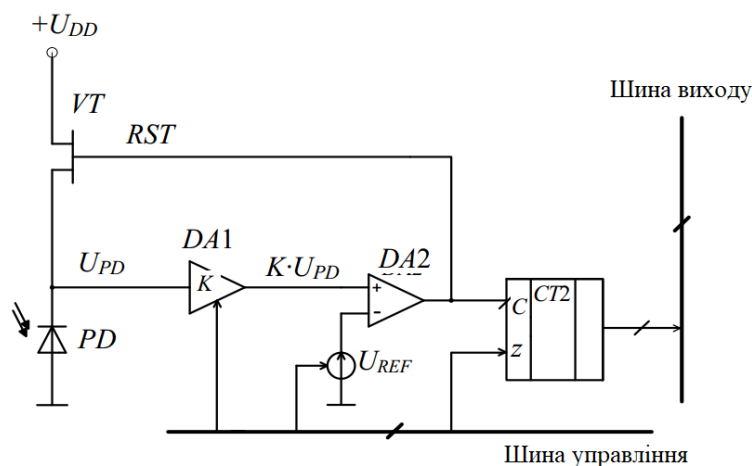 +U_DD
Шина виходу
VT
RST
DA1
DA2
U_PD
K·U_PD
K
+
-
C
CT2
z
PD
U_REF
Шина управління